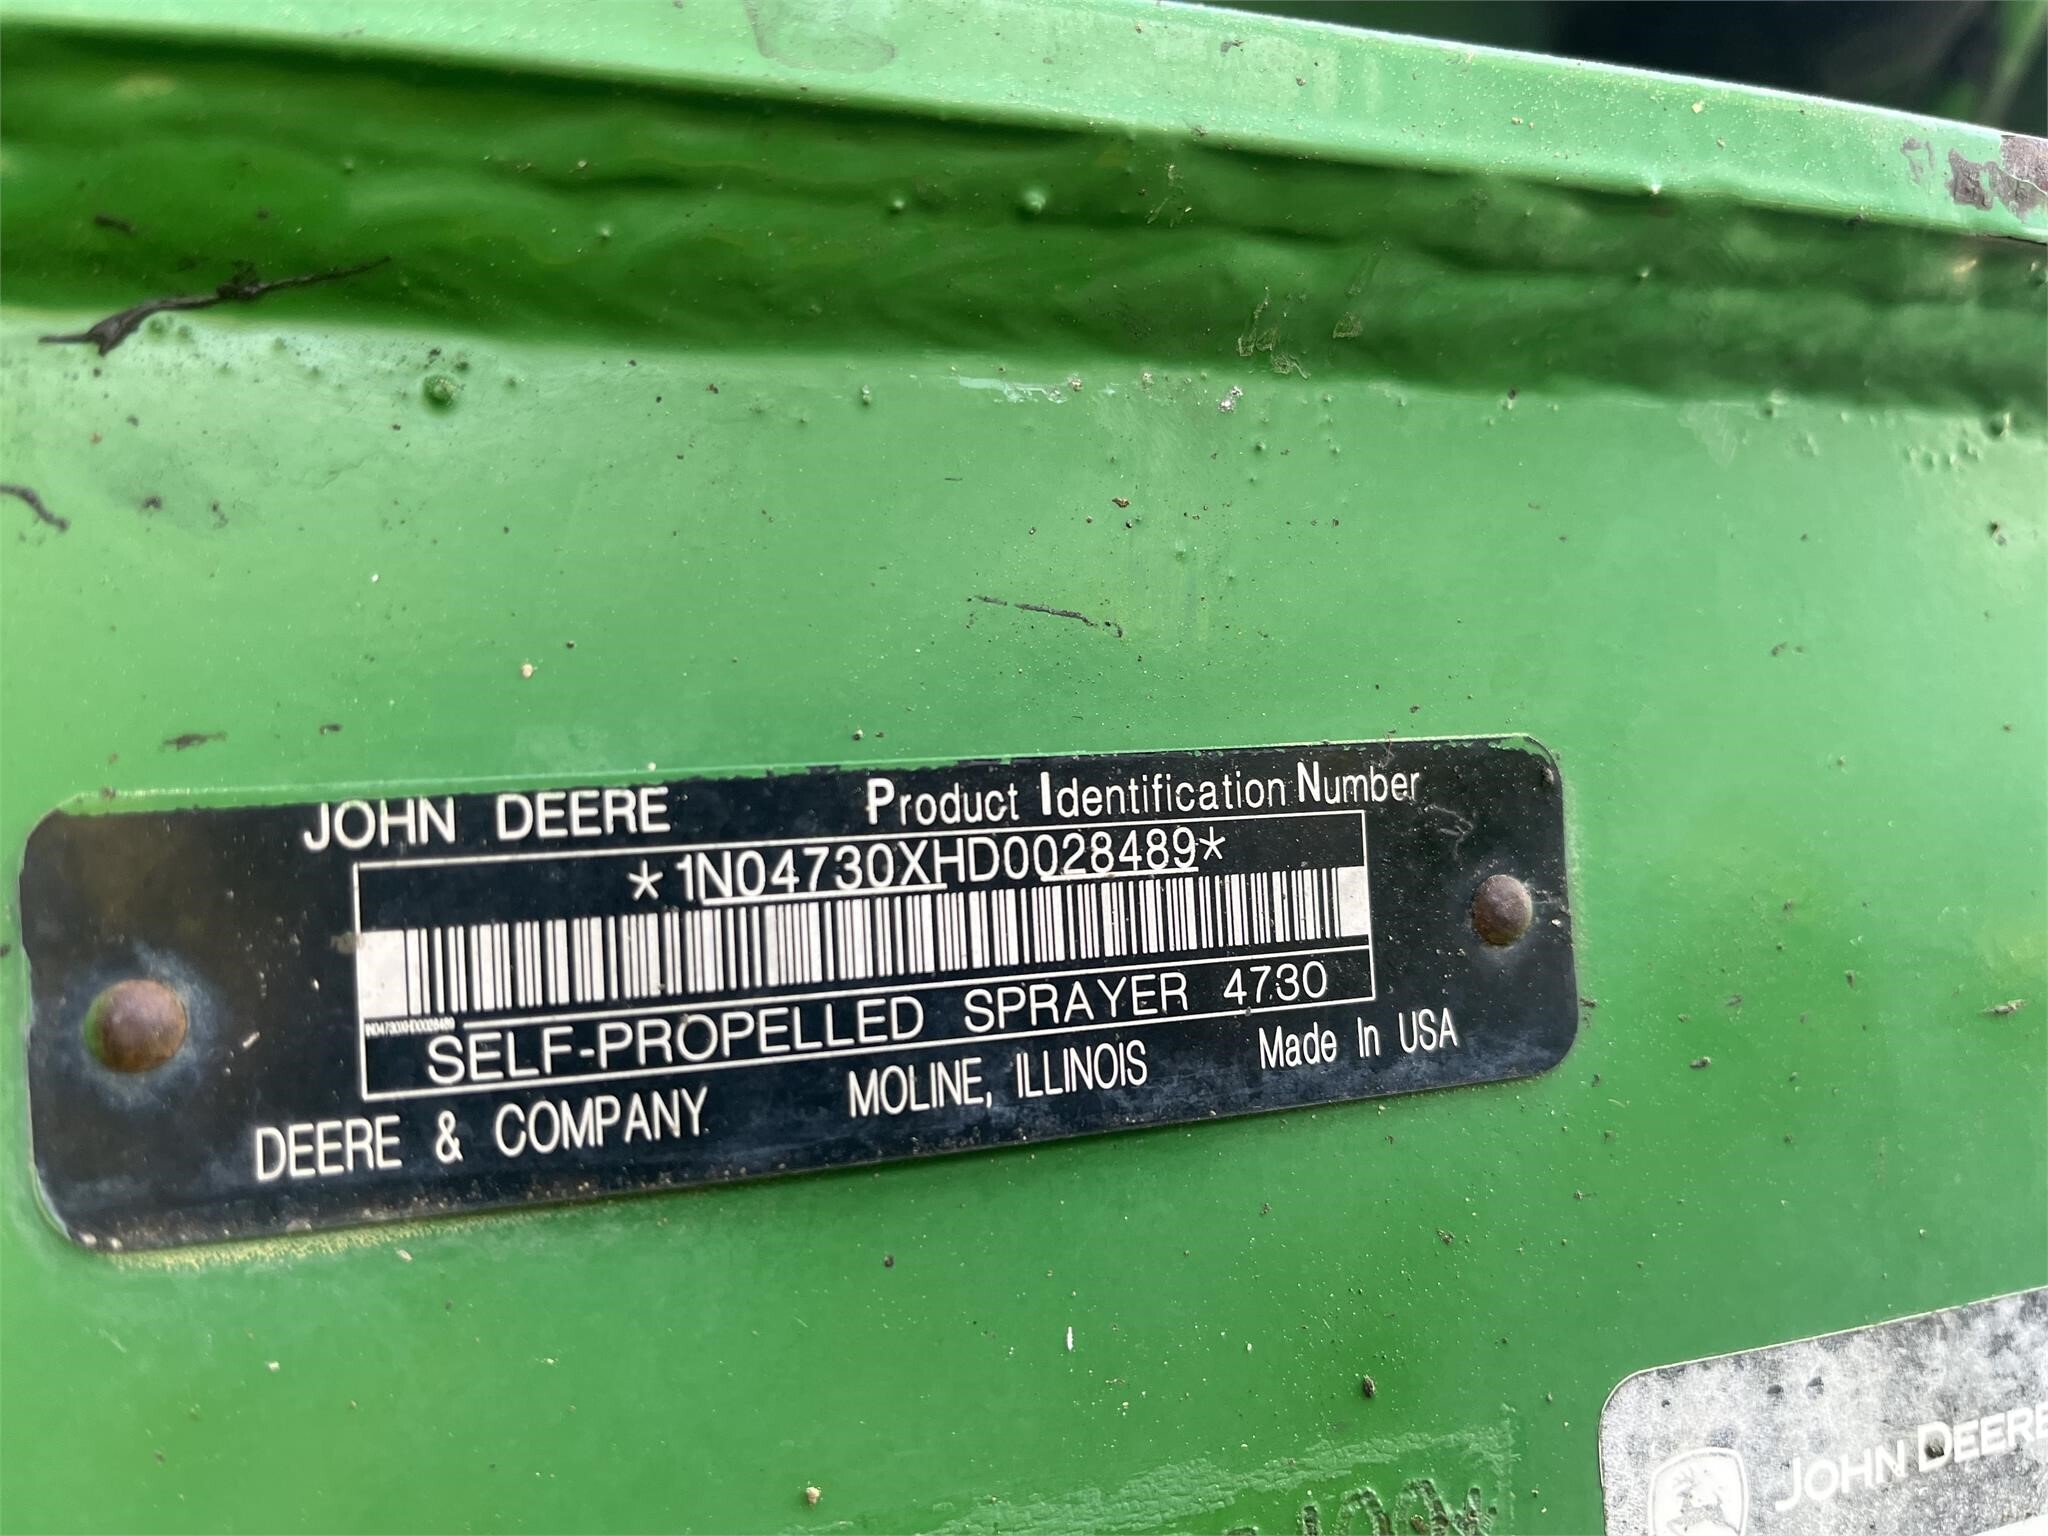 JOHN DEERE Product Identification Number
*1N04730XHD0028489*
1N04730XHD0028489
SELF-PROPELLED SPRAYER 4730
DEERE & COMPANY MOLINE, ILLINOIS Made In USA
JOHN DEERE